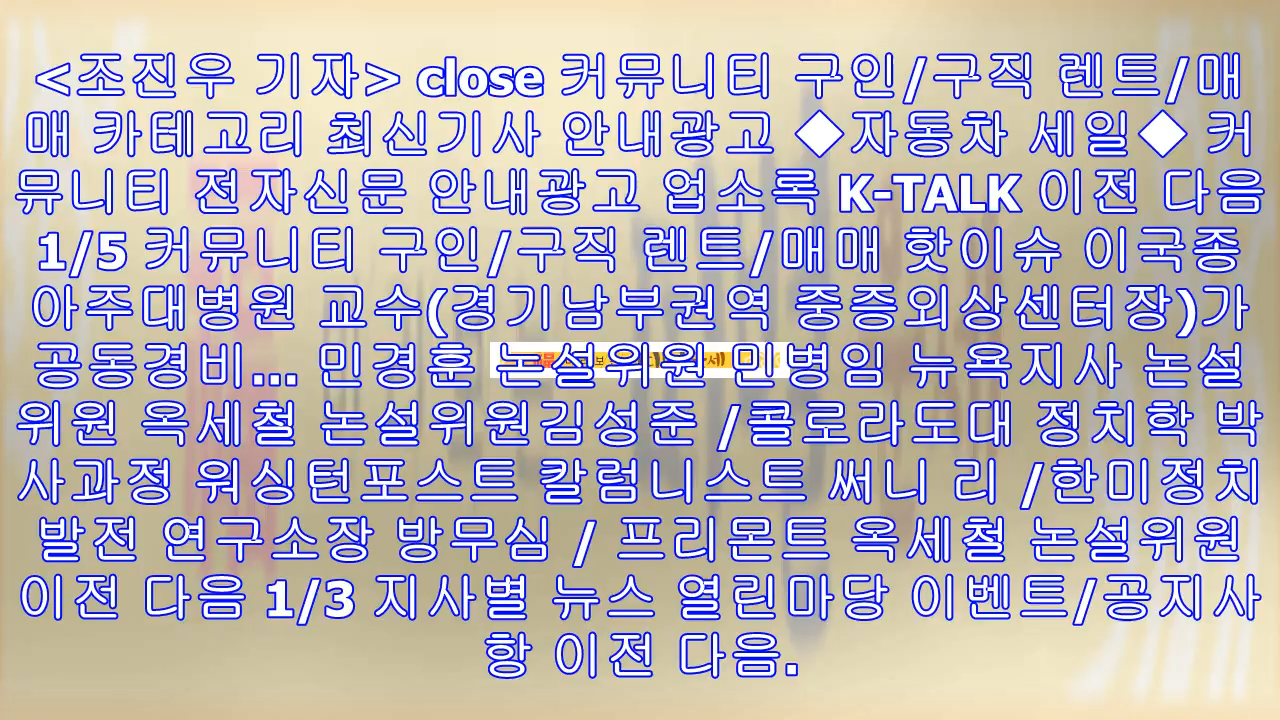 <조진우 기자> close 커뮤니티 구인/구직 렌트/매
매 카테고리 최신기사 안내광고 ◆자동차 세일◆ 커
뮤니티 전자신문 안내광고 업소록 K-TALK 이전 다음
1/5 커뮤니티 구인/구직 렌트/매매 핫이슈 이국종
아주대병원 교수(경기남부권역 중증외상센터장)가
공동경비... 민경훈 논설위원 민병임 뉴욕지사 논설
위원 옥세철 논설위원김성준 /콜로라도대 정치학 박
사과정 워싱턴포스트 칼럼니스트 써니 리 /한미정치
발전 연구소장 방무심 / 프리몬트 옥세철 논설위원
이전 다음 1/3 지사별 뉴스 열린마당 이벤트/공지사
항 이전 다음.